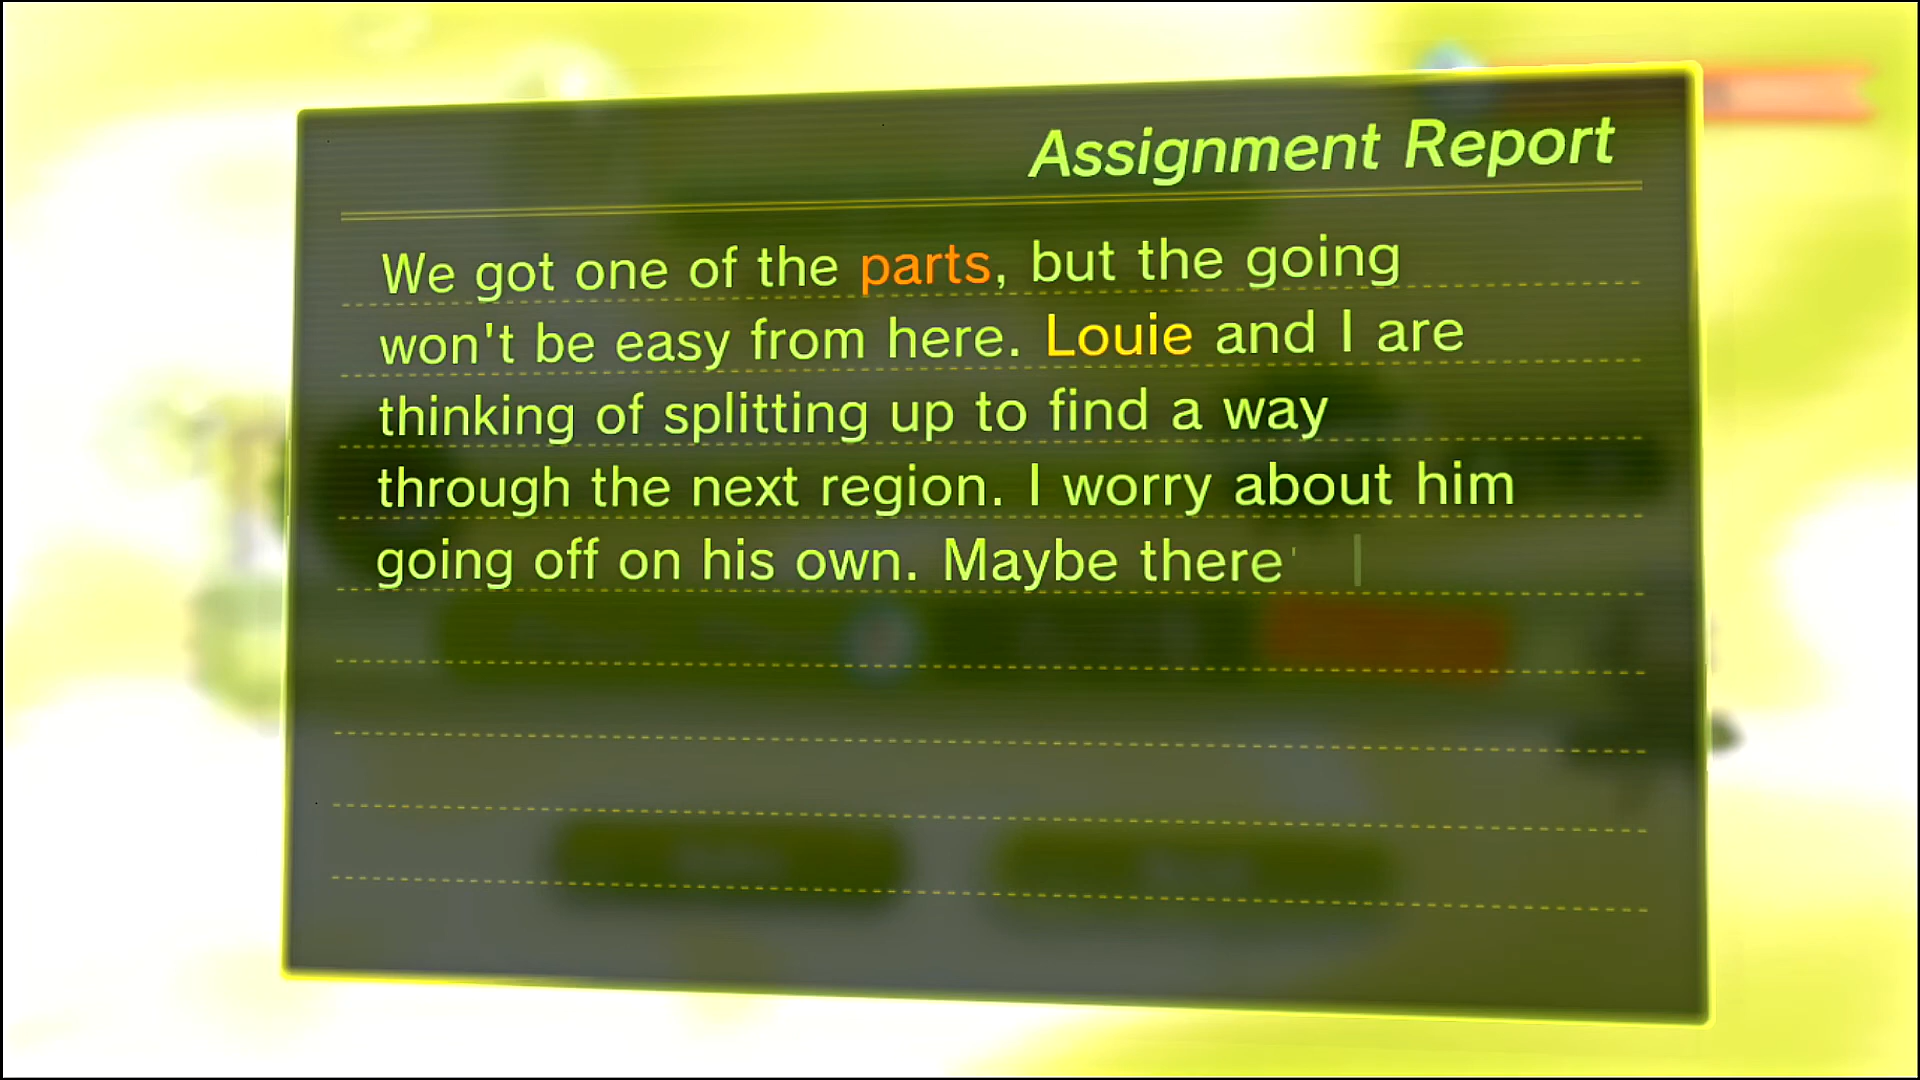 Assignment Report
We got one of the parts, but the going
won't be easy from here. Louie and I are
thinking of splitting up to find a way
through the next region. I worry about him
going off on his own. Maybe there'